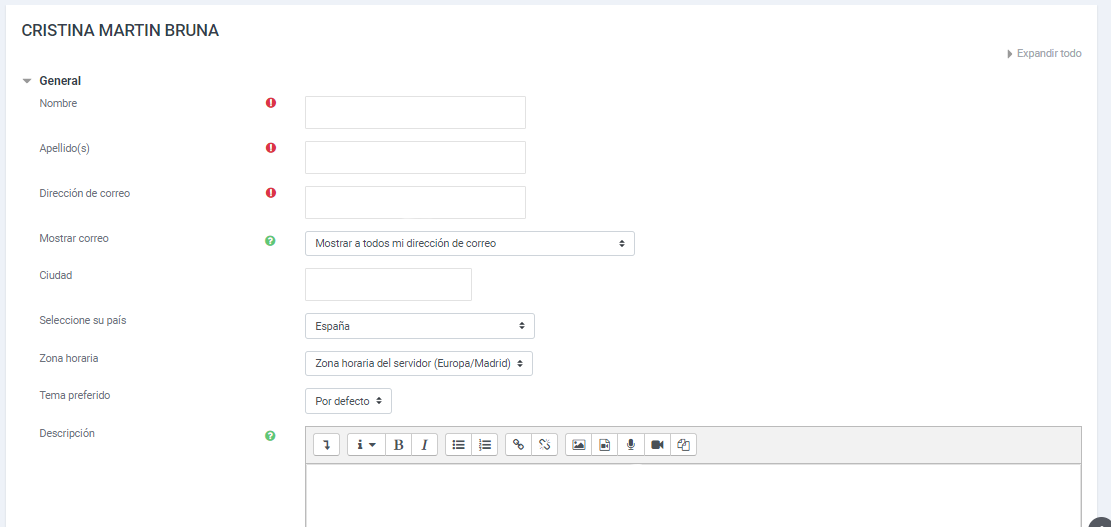 CRISTINA MARTIN BRUNA
Expandir todo
General
Nombre
Apellido(s)
Dirección de correo
Mostrar correo
Mostrar a todos mi dirección de correo
Ciudad
Seleccione su país
España
Zona horaria
Zona horaria del servidor (Europa/Madrid)
Tema preferido
Por defecto
Descripción
i
B
I